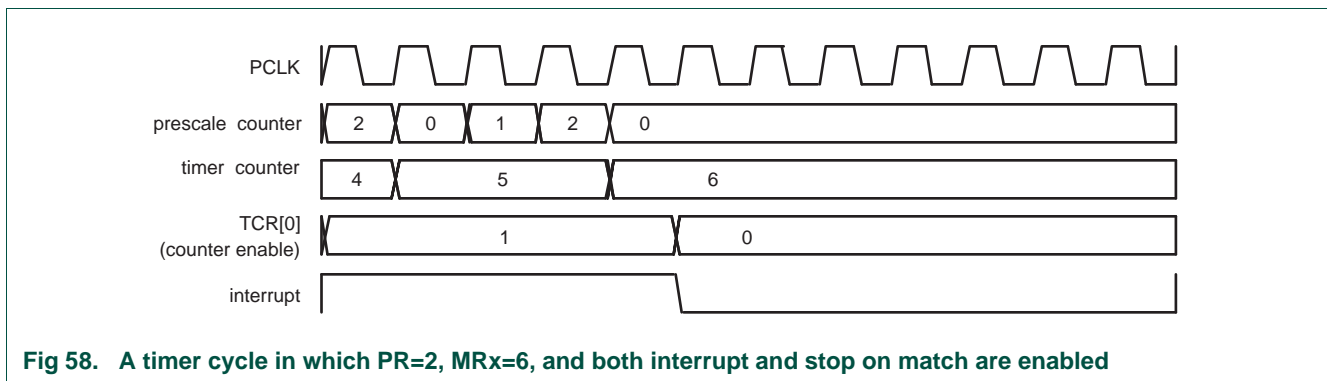 PCLK
prescale counter 2 0 1 2 0
timer counter 4 5 6
TCR[0]
(counter enable) 1 0
interrupt
Fig 58. A timer cycle in which PR=2, MRx=6, and both interrupt and stop on match are enabled